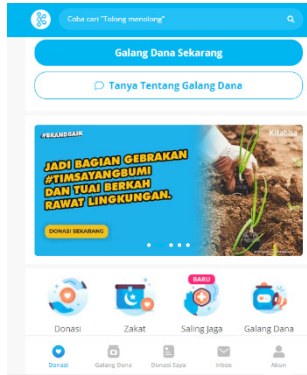 Coba cari "Tolong menolong"
Galang Dana Sekarang
Tanya Tentang Galang Dana
#BRANDBAIK
Kitabisa
JADI BAGIAN GEBRAKAN
#TIMSAYANGBUMI
DAN TUAI BERKAH
RAWAT LINGKUNGAN.
DONASI SEKARANG
BARU
Donasi
Zakat
Saling Jaga
Galang Dana
Donasi
Galang Dana
Donasi Saya
Inbox
Akun